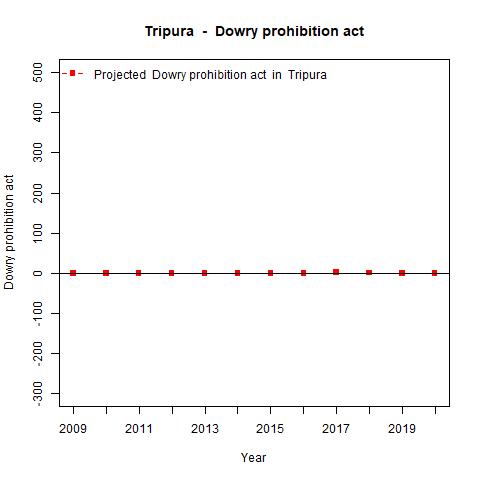 Tripura - Dowry prohibition act
Projected Dowry prohibition act in Tripura
Dowry prohibition act
500
400
300
200
100
0
-100
-200
-300
2009 2011 2013 2015 2017 2019
Year